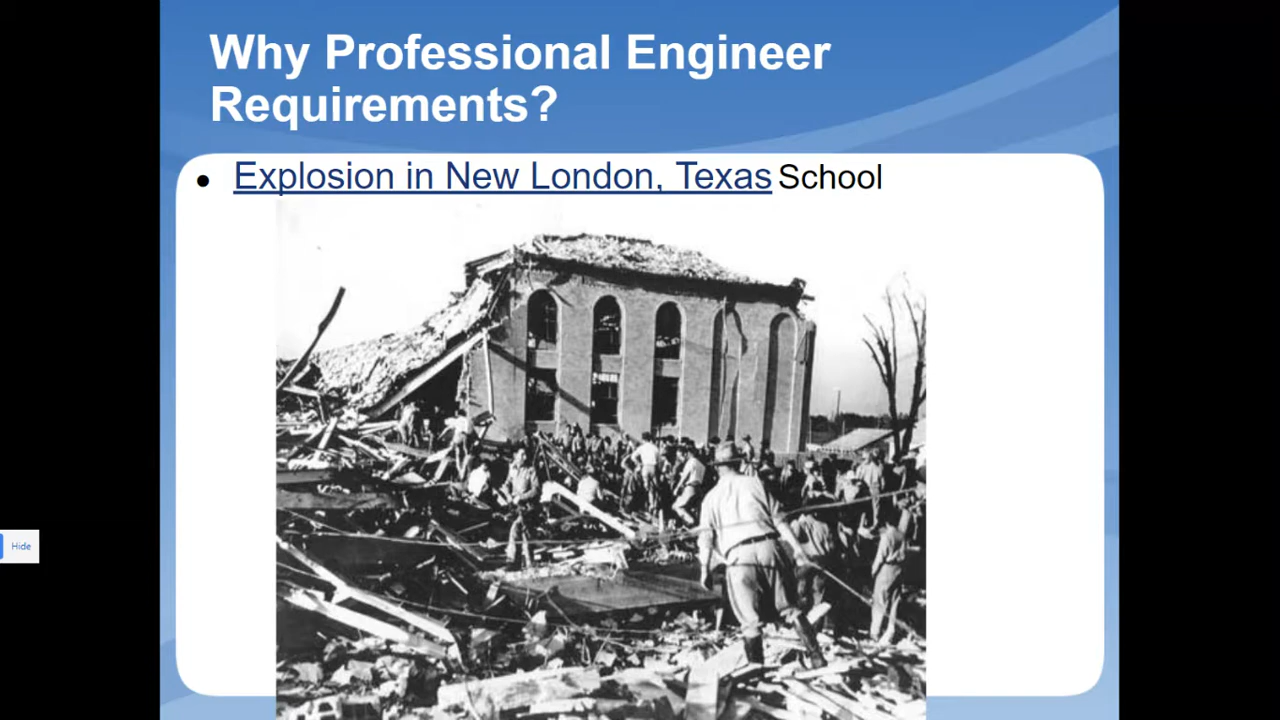 Why Professional Engineer
Requirements?
• Explosion in New London, Texas School
Hide